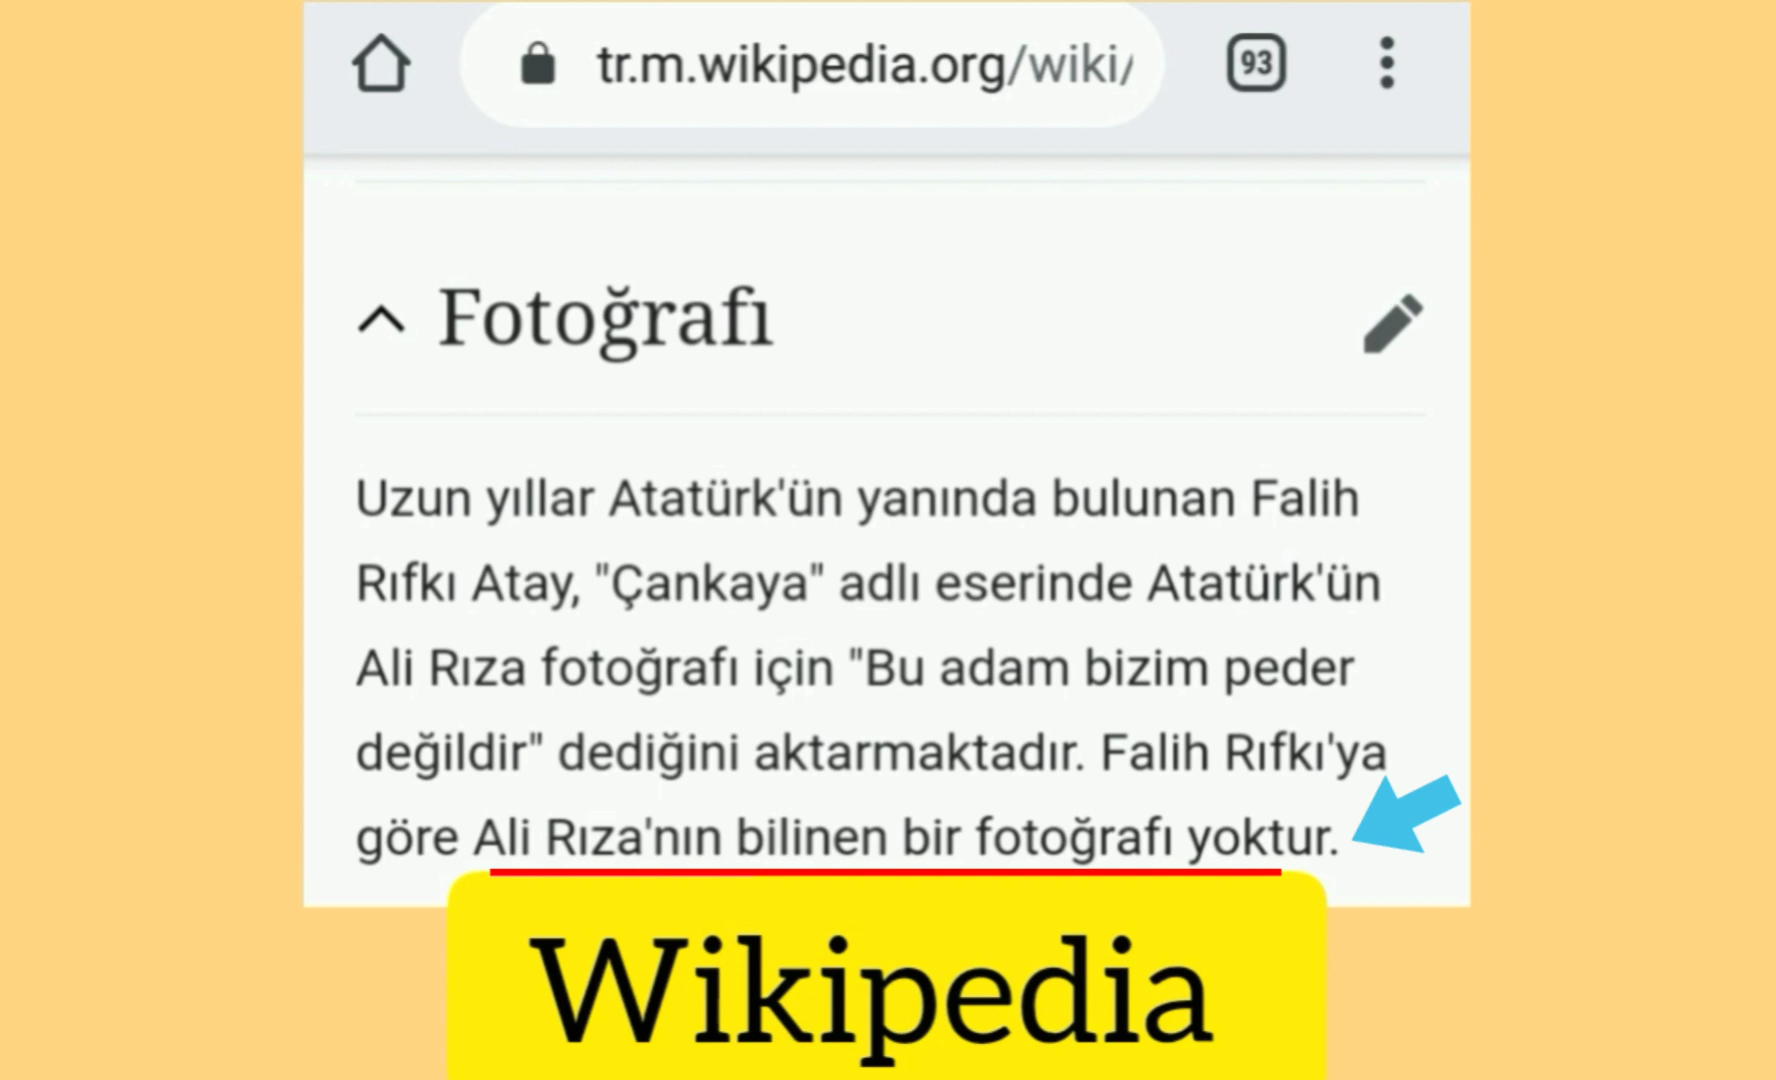 tr.m.wikipedia.org/wiki/
93
Fotoğrafı
Uzun yıllar Atatürk'ün yanında bulunan Falih
Rıfkı Atay, "Çankaya" adlı eserinde Atatürk'ün
Ali Rıza fotoğrafı için "Bu adam bizim peder
değildir" dediğini aktarmaktadır. Falih Rıfkı'ya
göre Ali Rıza'nın bilinen bir fotoğrafı yoktur.
Wikipedia